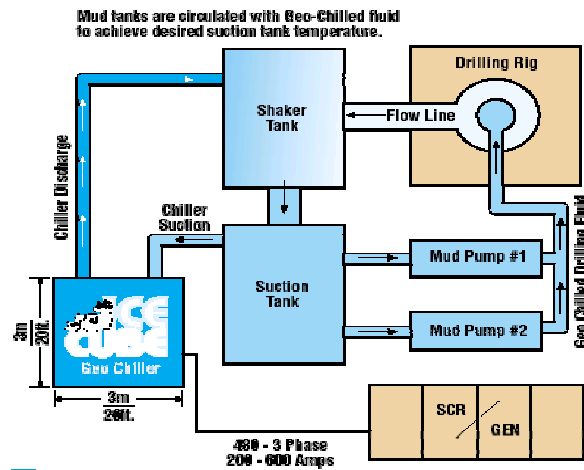 Mud tanks are circulated with Geo-Chilled fluid
to achieve desired suction tank temperature.
Drilling Rig
Shaker
Tank
Flow Line
Chiller Discharge
Chiller
Suction
Suction
Tank
Mud Pump #1
Mud Pump #2
Geo Chilled Drilling Fluid
ICE
CUBE
Geo Chiller
3m
20ft.
3m
20ft.
SCR
GEN
480 - 3 Phase
200 - 600 Amps